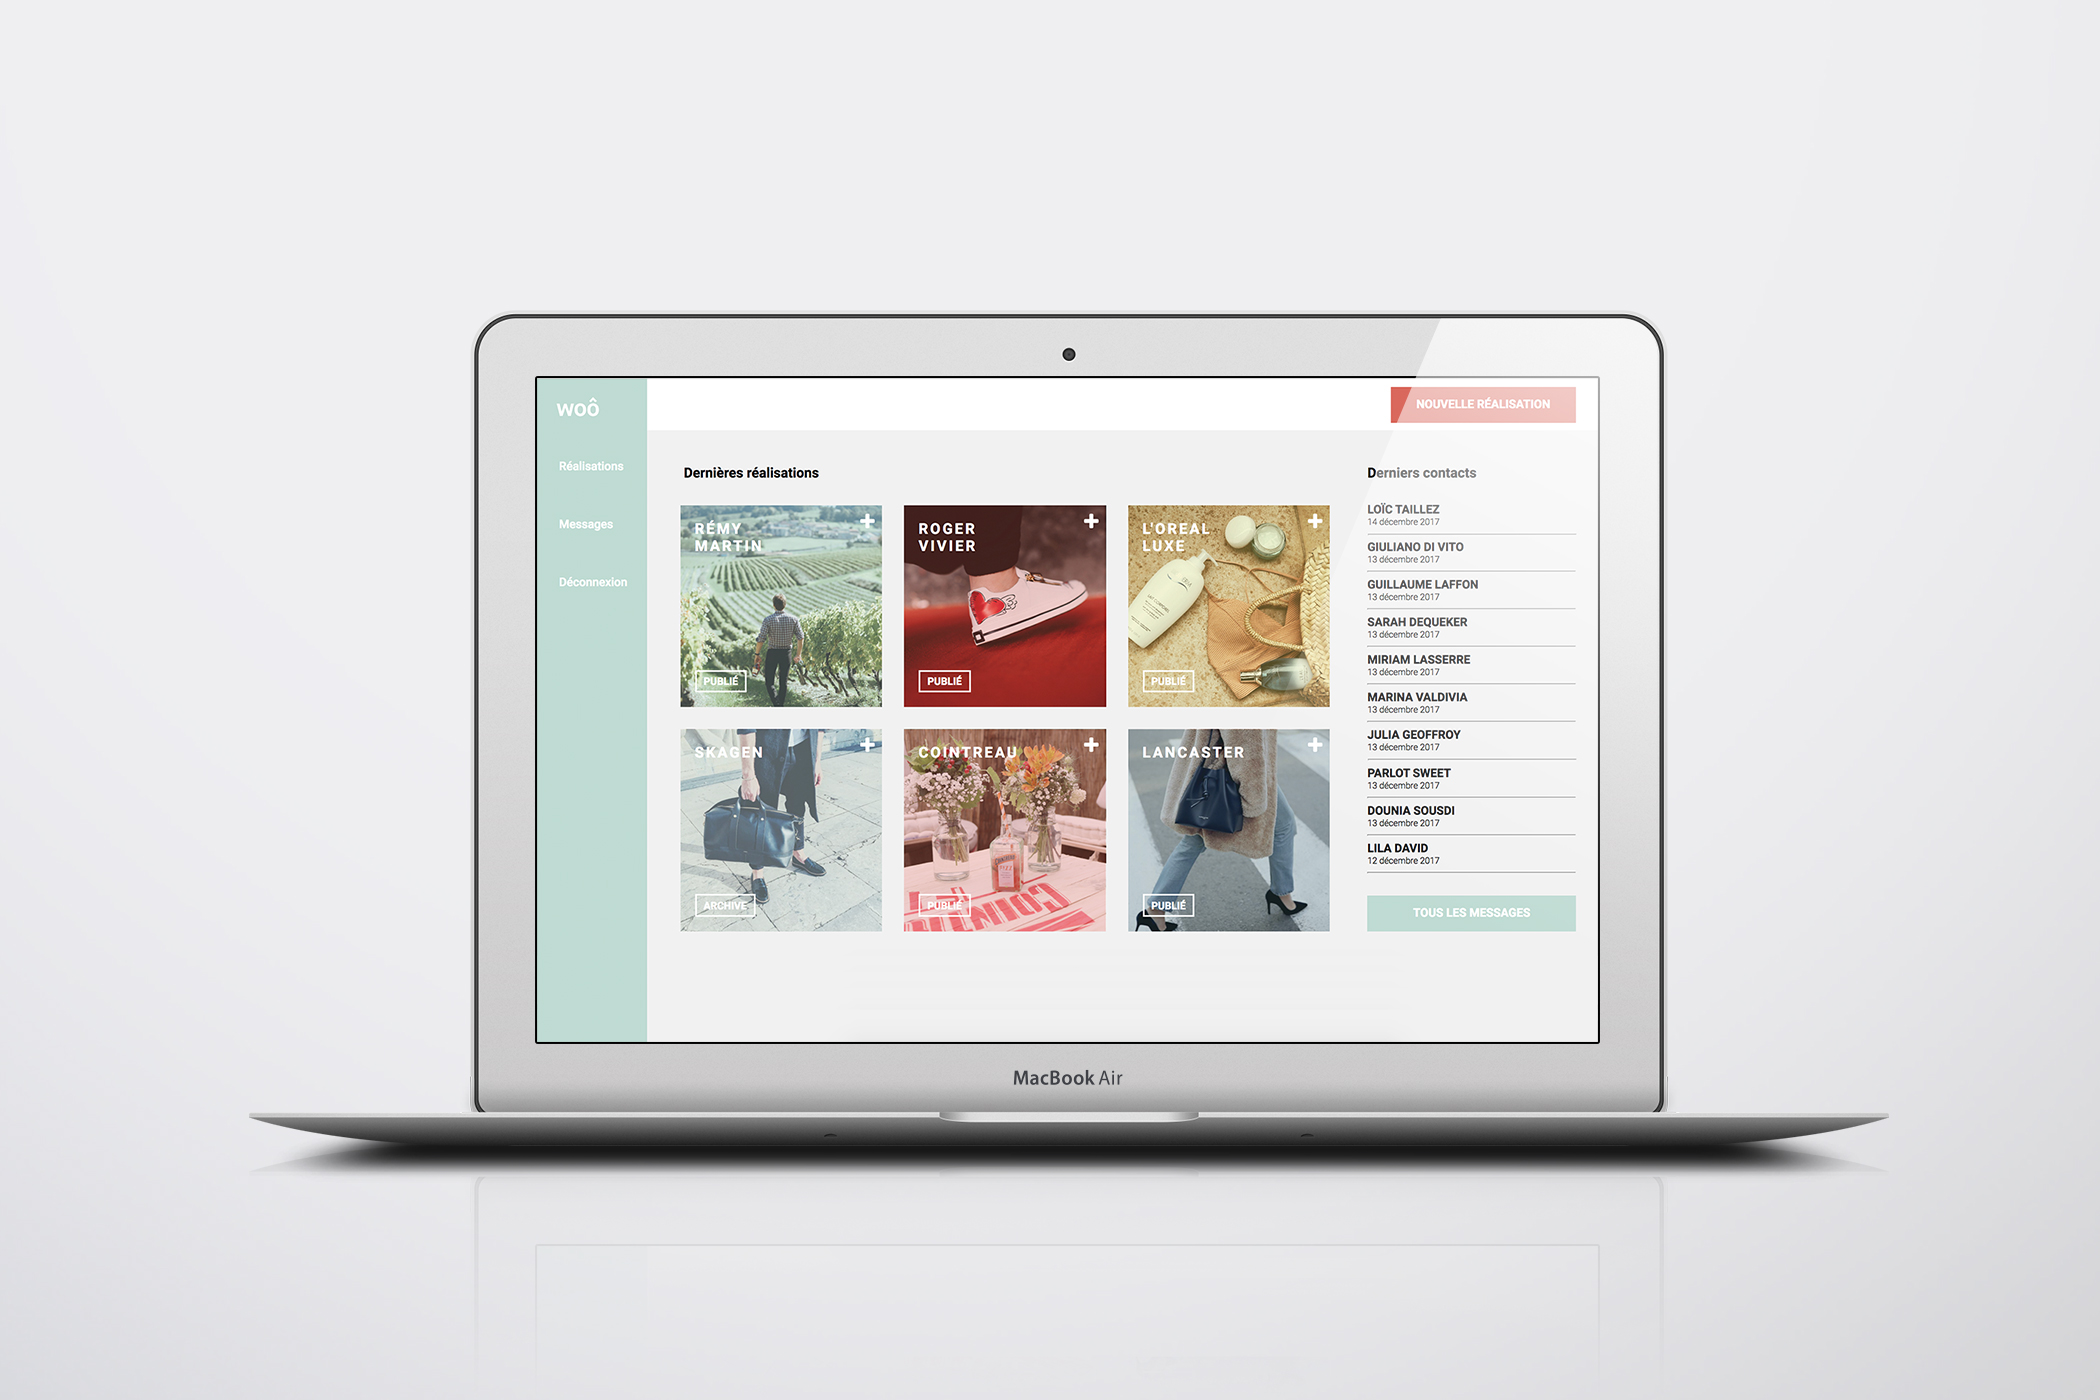 woô
NOUVELLE RÉALISATION
Réalisations
Messages
Déconnexion
Dernières réalisations
RÉMY
MARTIN
PUBLIÉ
ROGER
VIVIER
PUBLIÉ
L'OREAL
LUXE
PUBLIÉ
SKAGEN
ARCHIVE
COINTREAU
PUBLIÉ
LANCASTER
PUBLIÉ
Derniers contacts
LOÏC TAILLEZ
14 décembre 2017
GIULIANO DI VITO
13 décembre 2017
GUILLAUME LAFFON
13 décembre 2017
SARAH DEQUEKER
13 décembre 2017
MIRIAM LASSERRE
13 décembre 2017
MARINA VALDIVIA
13 décembre 2017
JULIA GEOFFROY
13 décembre 2017
PARLOT SWEET
13 décembre 2017
DOUNIA SOUSDI
13 décembre 2017
LILA DAVID
12 décembre 2017
TOUS LES MESSAGES
MacBook Air